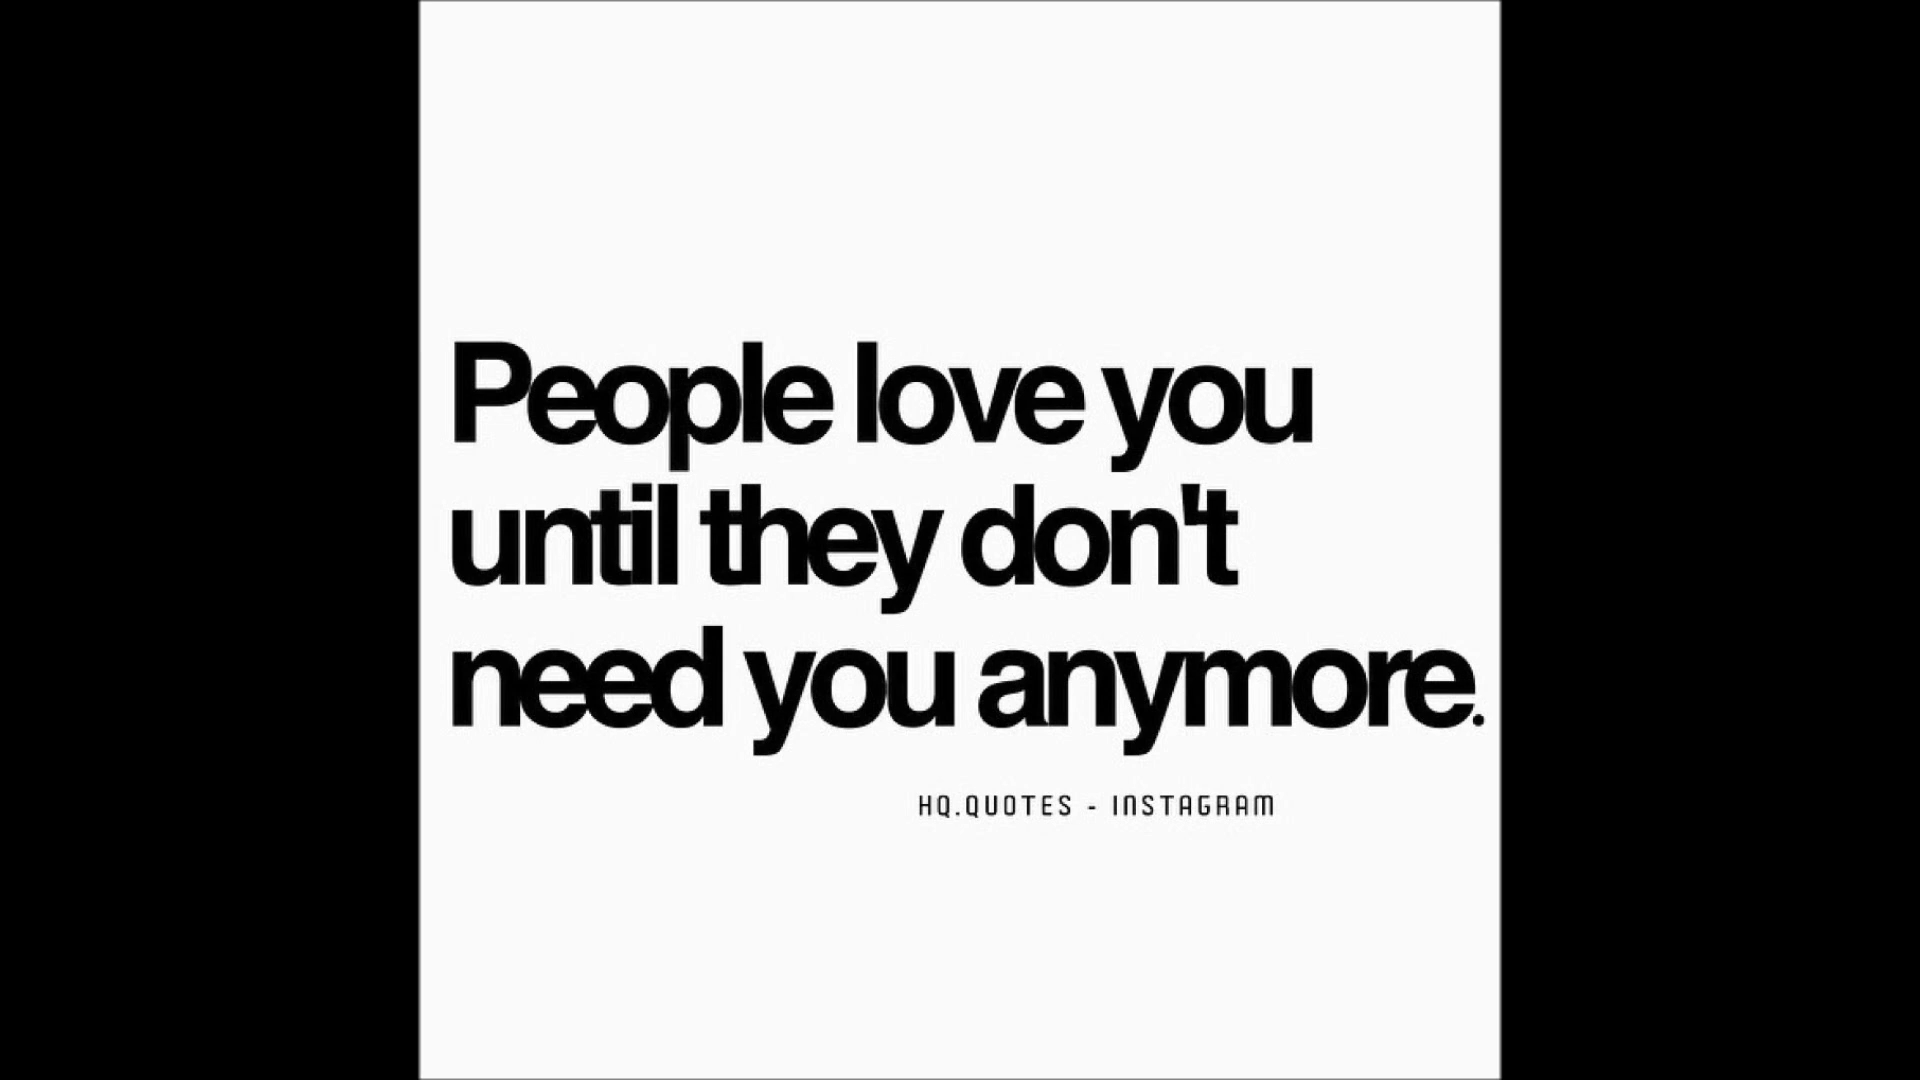 People love you
until they don't
need you anymore.
HQ.QUOTES - INSTAGRAM